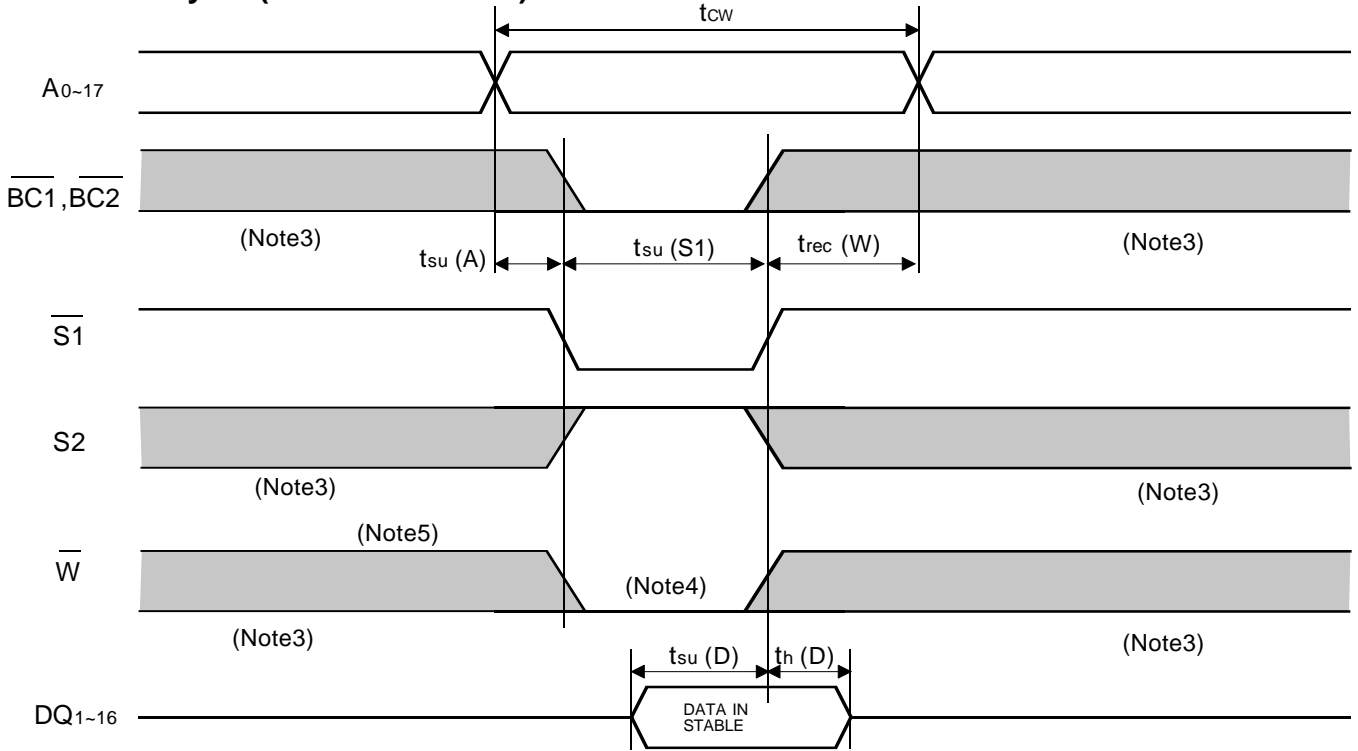 tCW
A0~17
BC1,BC2
(Note3)
(Note3)
tsu (A)
tsu (S1)
trec (W)
S1
S2
(Note3)
(Note3)
(Note5)
W
(Note4)
(Note3)
(Note3)
tsu (D)
th (D)
DQ1~16
DATA IN
STABLE